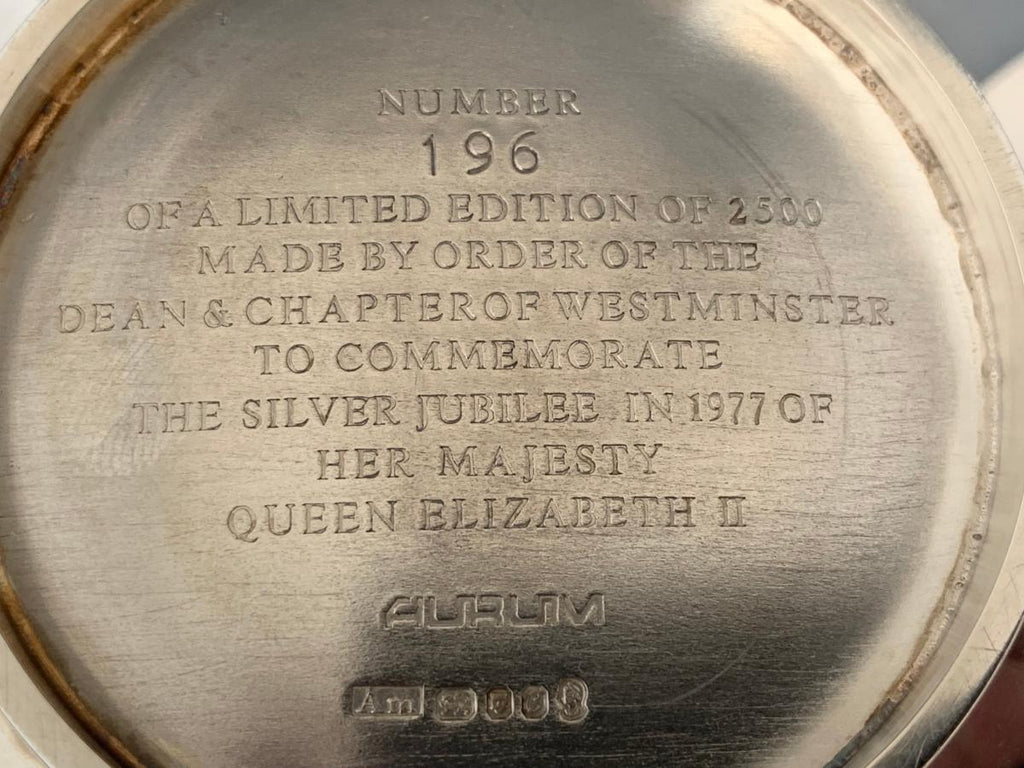 NUMBER
196
OF A LIMITED EDITION OF 2500
MADE BY ORDER OF THE
DEAN & CHAPTER OF WESTMINSTER
TO COMMEMORATE
THE SILVER JUBILEE IN 1977 OF
HER MAJESTY
QUEEN ELIZABETH II
AURUM
Am